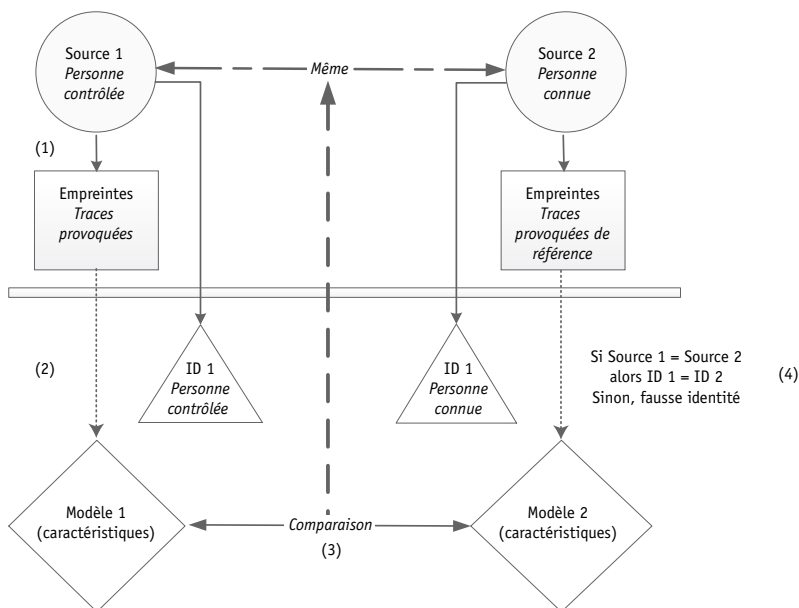 Source 1
Personne
contrôlée
Même
Source 2
Personne
connue
(1)
Empreintes
Traces
provoquées
Empreintes
Traces
provoquées de
référence
(2)
ID 1
Personne
contrôlée
ID 1
Personne
connue
Si Source 1 = Source 2
alors ID 1 = ID 2
Sinon, fausse identité
(4)
Modèle 1
(caractéristiques)
Comparaison
(3)
Modèle 2
(caractéristiques)